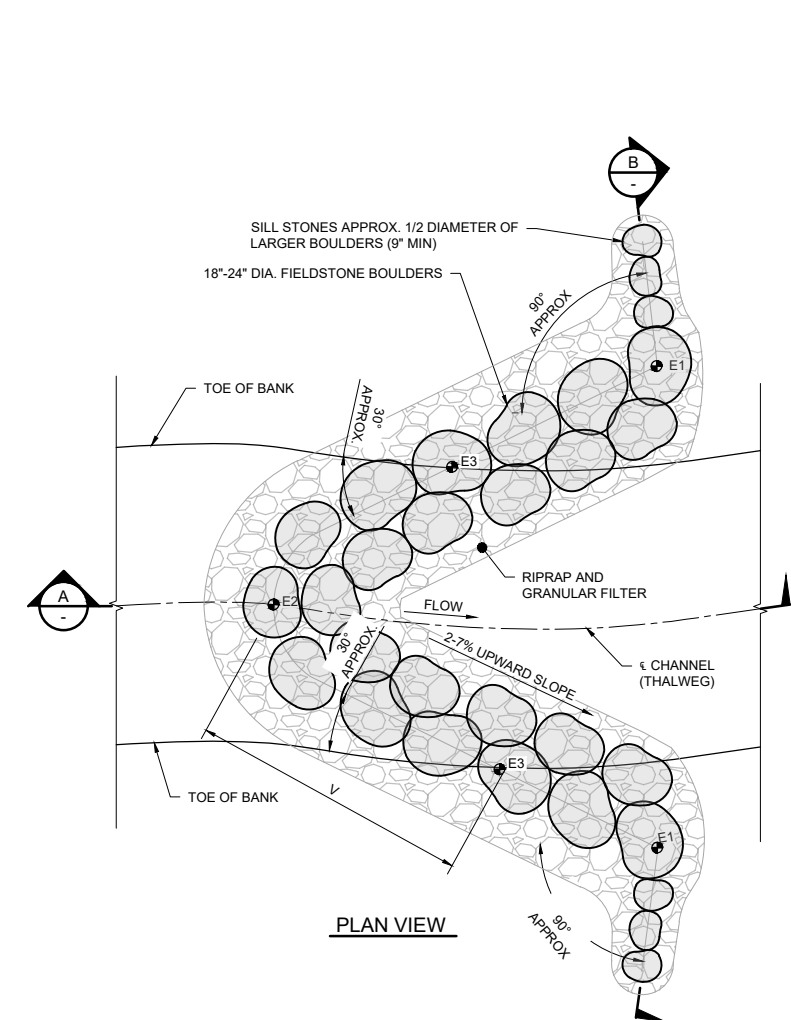 B
-
SILL STONES APPROX. 1/2 DIAMETER OF
LARGER BOULDERS (9" MIN)
18"-24" DIA. FIELDSTONE BOULDERS
90°
APPROX
E1
TOE OF BANK
30°
APPROX.
E3
RIPRAP AND
GRANULAR FILTER
A
-
E2
FLOW
30°
APPROX.
2-7% UPWARD SLOPE
℄ CHANNEL
(THALWEG)
E3
TOE OF BANK
V
E1
90°
APPROX
PLAN VIEW